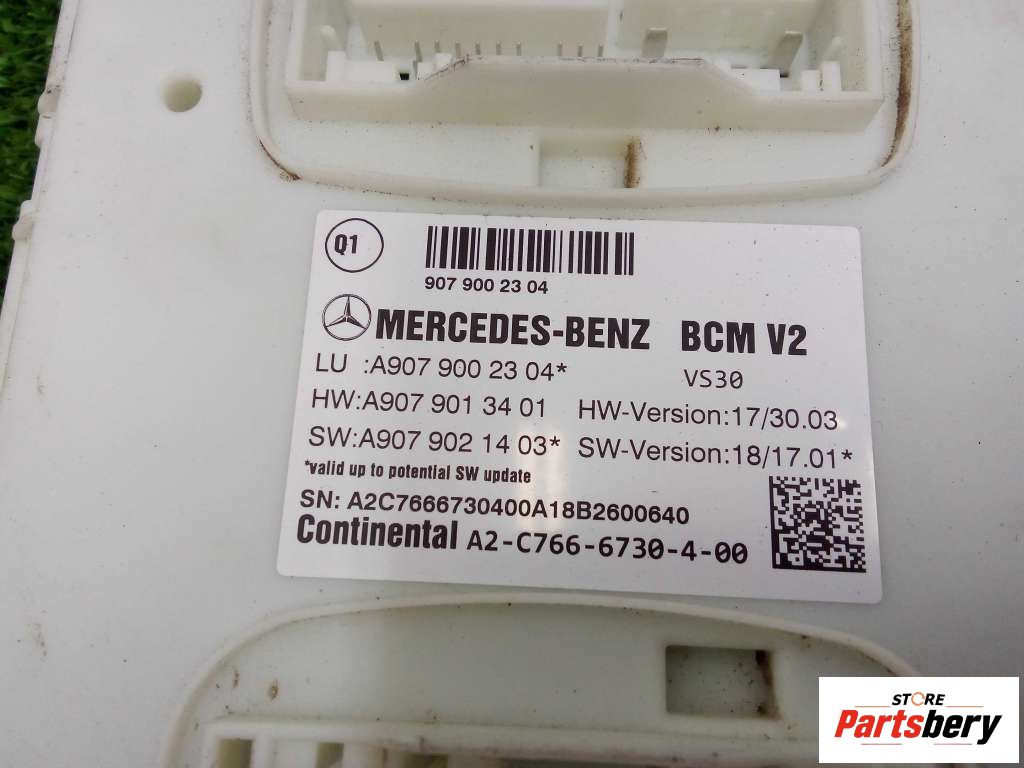 Q1
907 900 23 04
MERCEDES-BENZ BCM V2
LU :A907 900 23 04* VS30
HW:A907 901 34 01 HW-Version:17/30.03
SW:A907 902 14 03* SW-Version:18/17.01*
*valid up to potential SW update
SN: A2C7666730400A18B2600640
Continental A2-C766-6730-4-00
STORE
Partsbery